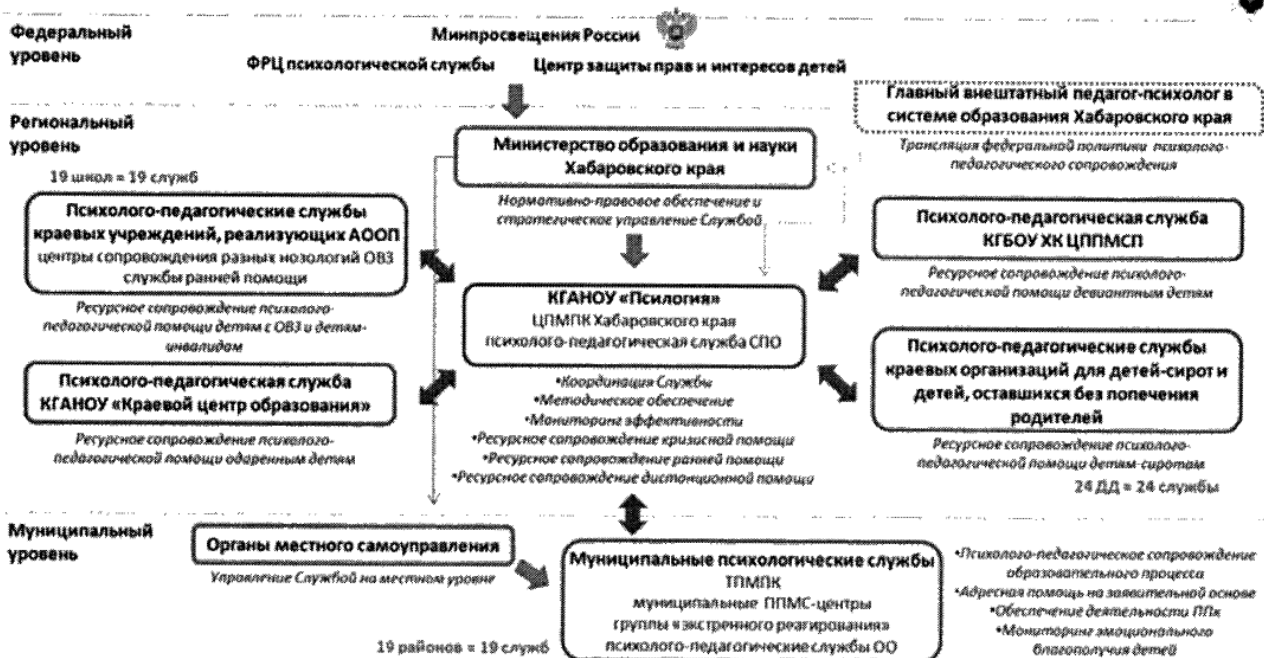 Федеральный
уровень
Минпросвещения России
ФРЦ психологической службы
Центр защиты прав и интересов детей
Региональный
уровень
Главный внештатный педагог-психолог в
системе образования Хабаровского края
Трансляция федеральной политики психолого-
педагогического сопровождения
Министерство образования и науки
Хабаровского края
Нормативно-правовое обеспечение и
стратегическое управление Службой
19 школ = 19 служб
Психолого-педагогические службы
краевых учреждений, реализующих АООП
центры сопровождения разных нозологий ОВЗ
службы ранней помощи
Ресурсное сопровождение психолого-
педагогической помощи детям с ОВЗ и детям-
инвалидам
Психолого-педагогическая служба
КГАНОУ «Краевой центр образования»
Ресурсное сопровождение психолого-
педагогической помощи одаренным детям
КГАНОУ «Псилогия»
ЦПМПК Хабаровского края
психолого-педагогическая служба СПО
•Координация Службы
•Методическое обеспечение
•Мониторинг эффективности
•Ресурсное сопровождение кризисной помощи
•Ресурсное сопровождение ранней помощи
•Ресурсное сопровождение дистанционной помощи
Психолого-педагогическая служба
КГБОУ ХК ЦППМСП
Ресурсное сопровождение психолого-
педагогической помощи девиантным детям
Психолого-педагогические службы
краевых организаций для детей-сирот и
детей, оставшихся без попечения
родителей
Ресурсное сопровождение психолого-
педагогической помощи детям-сиротам
24 ДД = 24 службы
Муниципальный
уровень
Органы местного самоуправления
Управление Службой на местном уровне
19 районов = 19 служб
Муниципальные психологические службы
ТПМПК
муниципальные ППМС-центры
группы «экстренного реагирования»
психолого-педагогические службы ОО
•Психолого-педагогическое сопровождение
образовательного процесса
•Адресная помощь на заявительной основе
•Обеспечение деятельности ППк
•Мониторинг эмоционального
благополучия детей